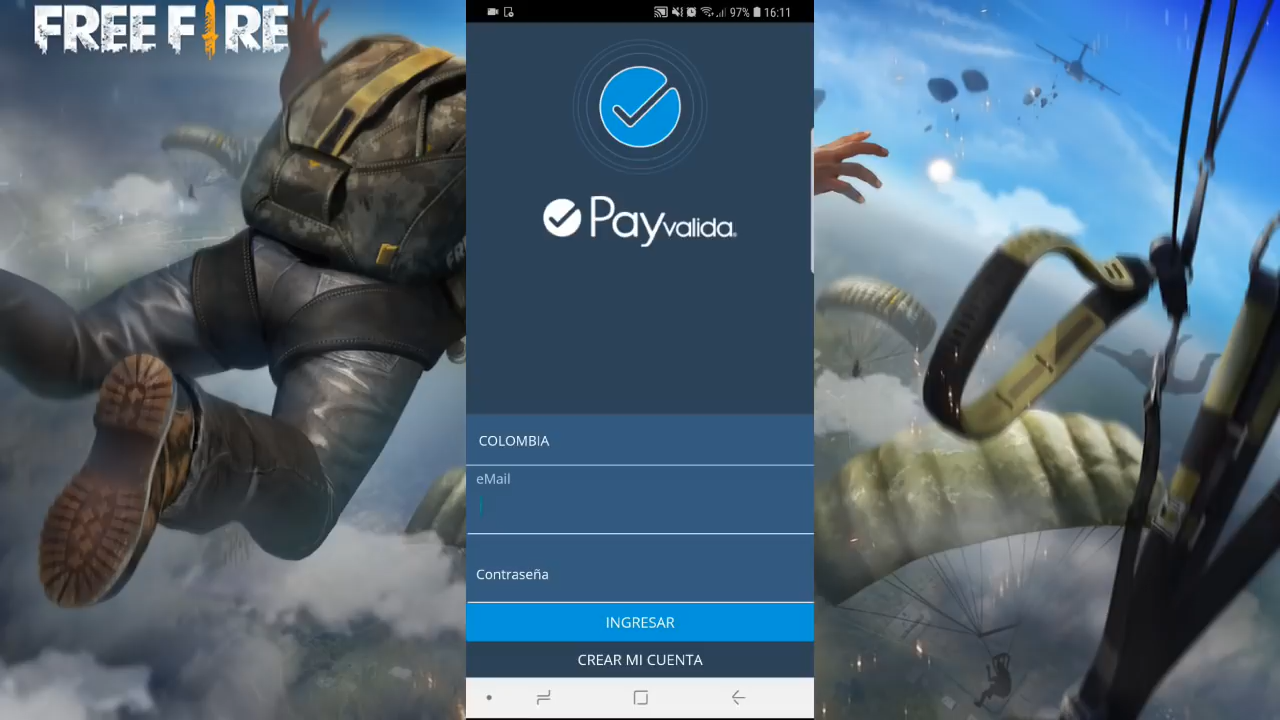 FREE FIRE
97% 16:11
Payvalida
COLOMBIA
eMail
Contraseña
INGRESAR
CREAR MI CUENTA